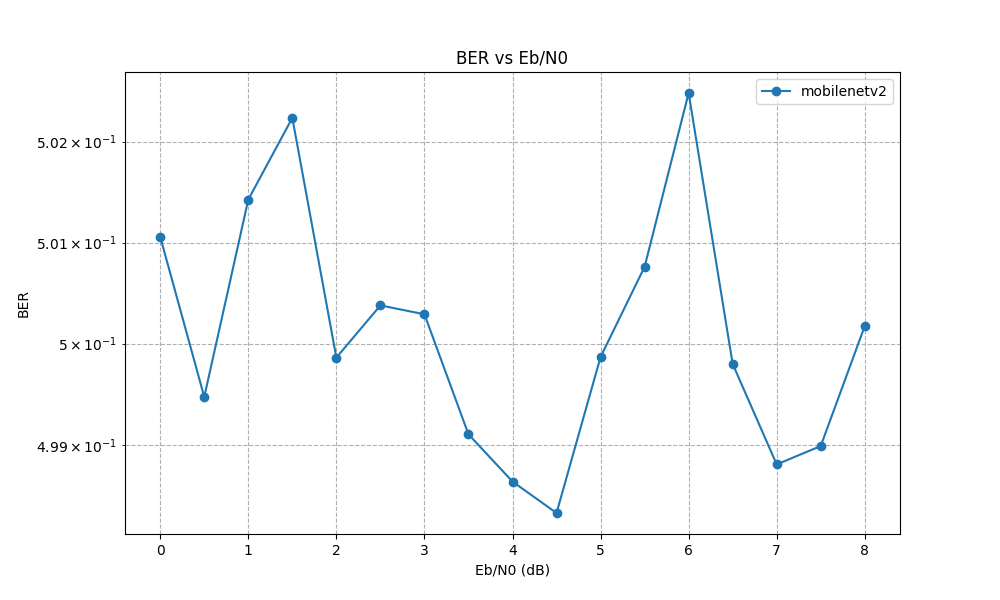 BER vs Eb/N0
mobilenetv2
5.02 × 10⁻¹
5.01 × 10⁻¹
5 × 10⁻¹
4.99 × 10⁻¹
BER
0 1 2 3 4 5 6 7 8
Eb/N0 (dB)